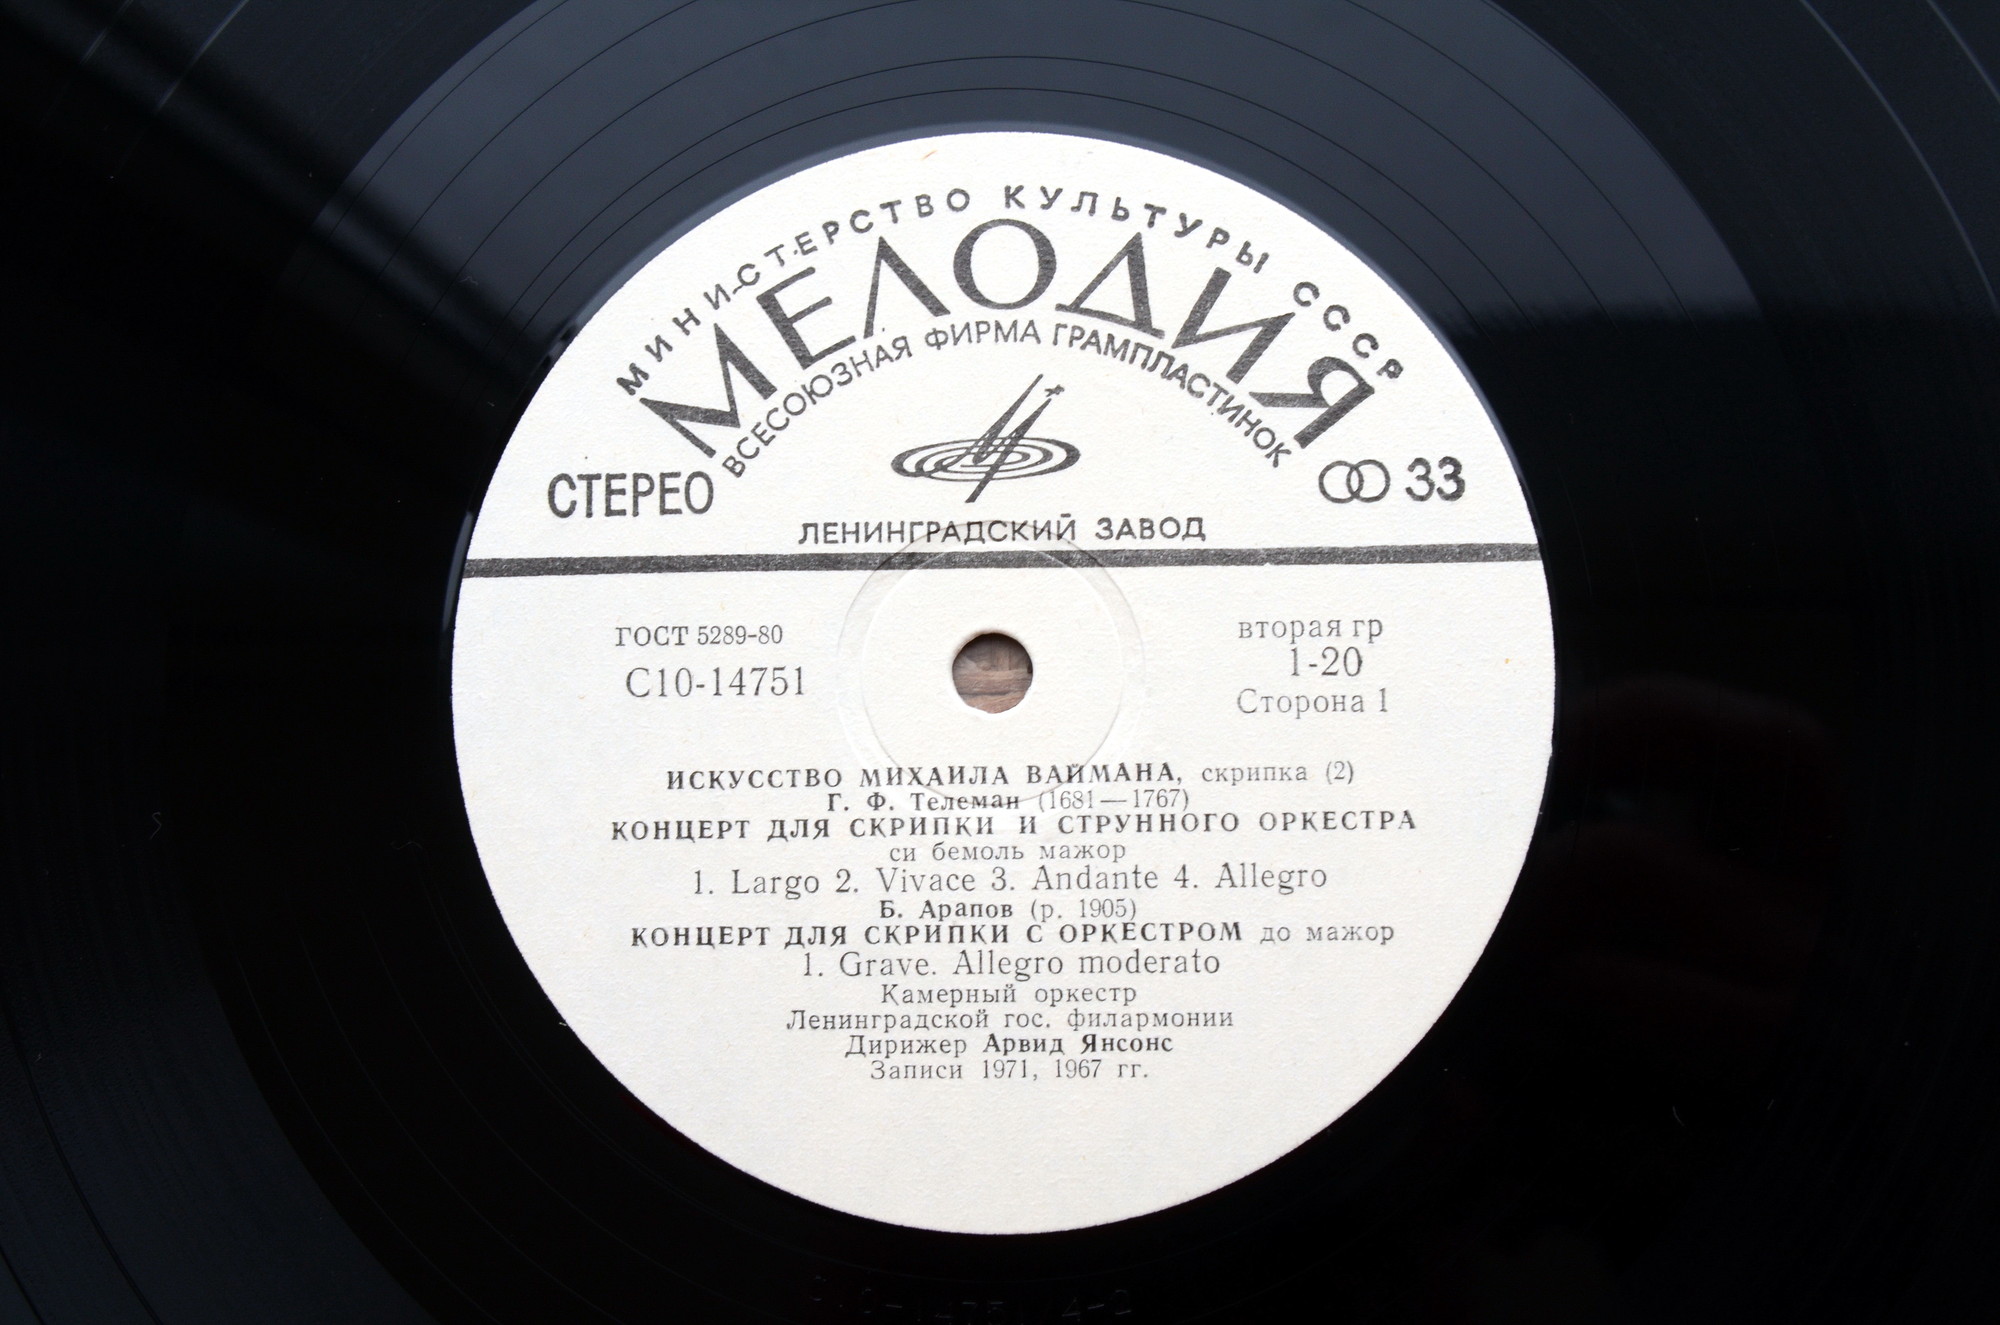 МИНИСТЕРСТВО КУЛЬТУРЫ СССР
МЕЛОДИЯ
ВСЕСОЮЗНАЯ ФИРМА ГРАМПЛАСТИНОК
СТЕРЕО
33
ЛЕНИНГРАДСКИЙ ЗАВОД
ГОСТ 5289-80
С10-14751
вторая гр
1-20
Сторона 1
ИСКУССТВО МИХАИЛА ВАЙМАНА, скрипка (2)
Г. Ф. Телеман (1681—1767)
КОНЦЕРТ ДЛЯ СКРИПКИ И СТРУННОГО ОРКЕСТРА
си бемоль мажор
1. Largo 2. Vivace 3. Andante 4. Allegro
Б. Арапов (р. 1905)
КОНЦЕРТ ДЛЯ СКРИПКИ С ОРКЕСТРОМ до мажор
1. Grave. Allegro moderato
Камерный оркестр
Ленинградской гос. филармонии
Дирижер Арвид Янсонс
Записи 1971, 1967 гг.